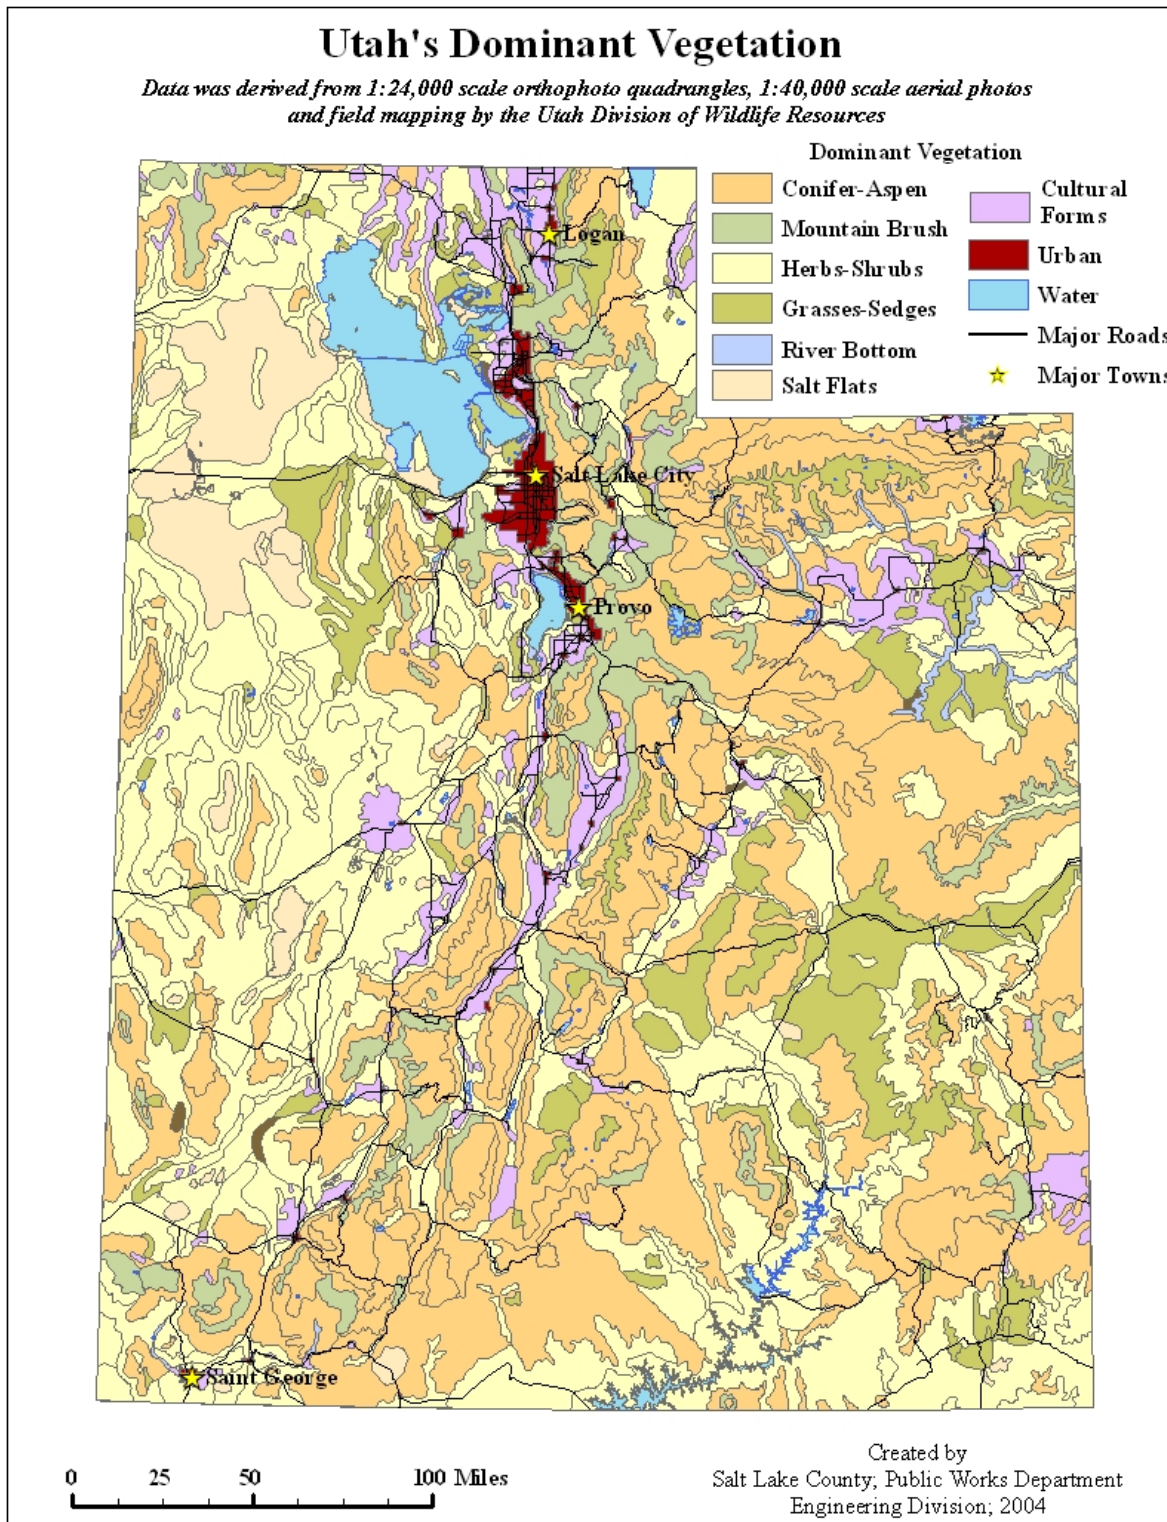 Utah's Dominant Vegetation
Data was derived from 1:24,000 scale orthophoto quadrangles, 1:40,000 scale aerial photos
and field mapping by the Utah Division of Wildlife Resources
Dominant Vegetation
Conifer-Aspen
Mountain Brush
Herbs-Shrubs
Grasses-Sedges
River Bottom
Salt Flats
Cultural
Forms
Urban
Water
Major Roads
Major Towns
Logan
Salt Lake City
Provo
Saint George
0 25 50 100 Miles
Created by
Salt Lake County; Public Works Department
Engineering Division; 2004